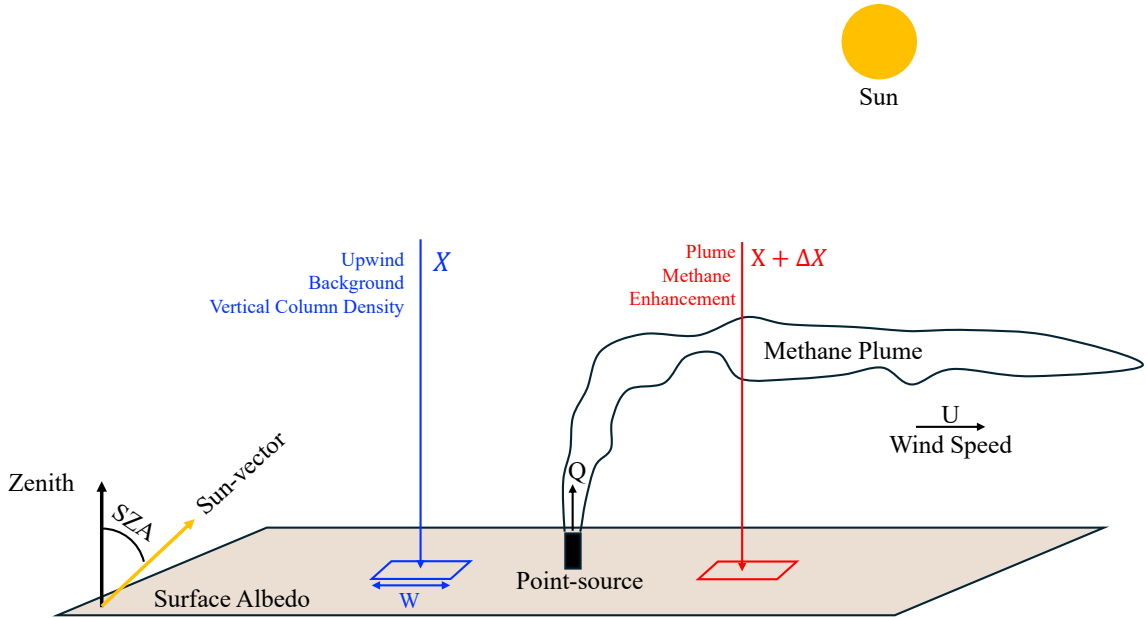 Sun
Upwind
Background
Vertical Column Density
X
Plume
Methane
Enhancement
X + ΔX
Methane Plume
U
Wind Speed
Zenith
SZA
Sun-vector
Q
Point-source
W
Surface Albedo